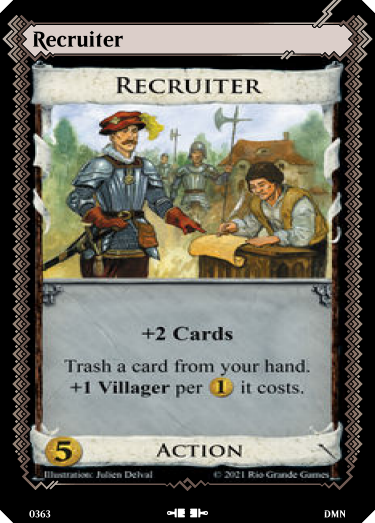 Recruiter
RECRUITER
+2 Cards
Trash a card from your hand.
+1 Villager per 1 it costs.
5 ACTION
Illustration: Julien Delval © 2021 Rio Grande Games
0363 DMN